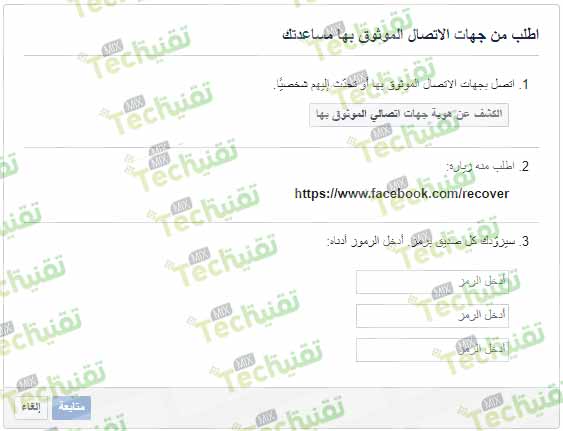 اطلب من جهات الاتصال الموثوق بها مساعدتك
1. اتصل بجهات الاتصال الموثوق بها أو تحدّث إليهم شخصيًّا.
الكشف عن هوية جهات اتصالي الموثوق بها
2. اطلب منه زيارة:
https://www.facebook.com/recover
3. سيزوّدك كل صديق برمز. أدخل الرموز أدناه:
أدخل الرمز
أدخل الرمز
أدخل الرمز
متابعة إلغاء
تقنية Tech MIX